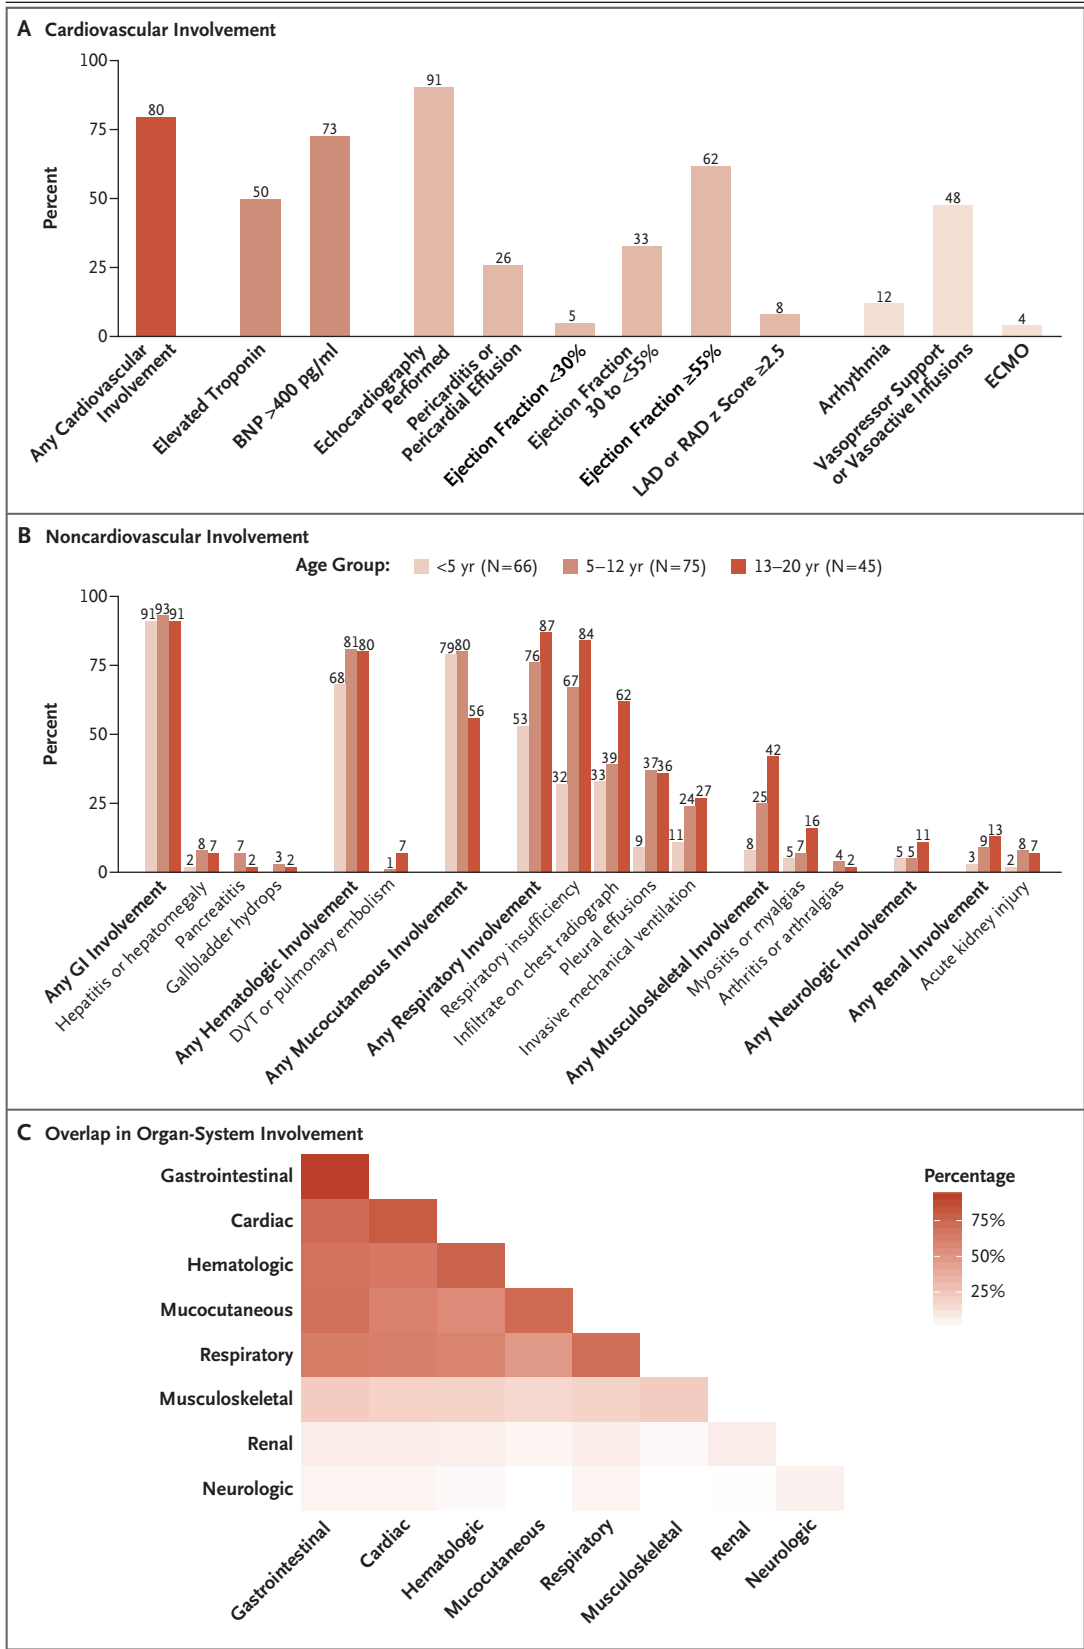 A Cardiovascular Involvement
100
75
50
25
0
Percent
80
50
73
91
26
5
33
62
8
12
48
4
Any Cardiovascular
Involvement
Elevated Troponin
BNP >400 pg/ml
Echocardiography
Performed
Pericarditis or
Pericardial Effusion
Ejection Fraction <30%
Ejection Fraction
30 to <55%
Ejection Fraction ≥55%
LAD or RAD z Score ≥2.5
Arrhythmia
Vasopressor Support
or Vasoactive Infusions
ECMO
B Noncardiovascular Involvement
Age Group: <5 yr (N=66) 5–12 yr (N=75) 13–20 yr (N=45)
100
75
50
25
0
Percent
91 93 91
2 8 7
7 2
3 2
68 81 80
1 7
79 80 56
53 76 87
32 67 84
33 39 62
9 37 36
11 24 27
8 25 42
5 7 16
4 2
5 5 11
3 9 13
2 8 7
Any GI Involvement
Hepatitis or hepatomegaly
Pancreatitis
Gallbladder hydrops
Any Hematologic Involvement
DVT or pulmonary embolism
Any Mucocutaneous Involvement
Any Respiratory Involvement
Respiratory insufficiency
Infiltrate on chest radiograph
Pleural effusions
Invasive mechanical ventilation
Any Musculoskeletal Involvement
Myositis or myalgias
Arthritis or arthralgias
Any Neurologic Involvement
Any Renal Involvement
Acute kidney injury
C Overlap in Organ-System Involvement
Gastrointestinal
Cardiac
Hematologic
Mucocutaneous
Respiratory
Musculoskeletal
Renal
Neurologic
Percentage
75%
50%
25%
Gastrointestinal
Cardiac
Hematologic
Mucocutaneous
Respiratory
Musculoskeletal
Renal
Neurologic